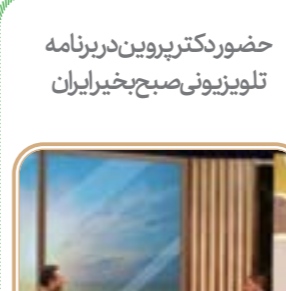 حضور دکتر پروین در برنامه
تلویزیونی صبح بخیر ایران